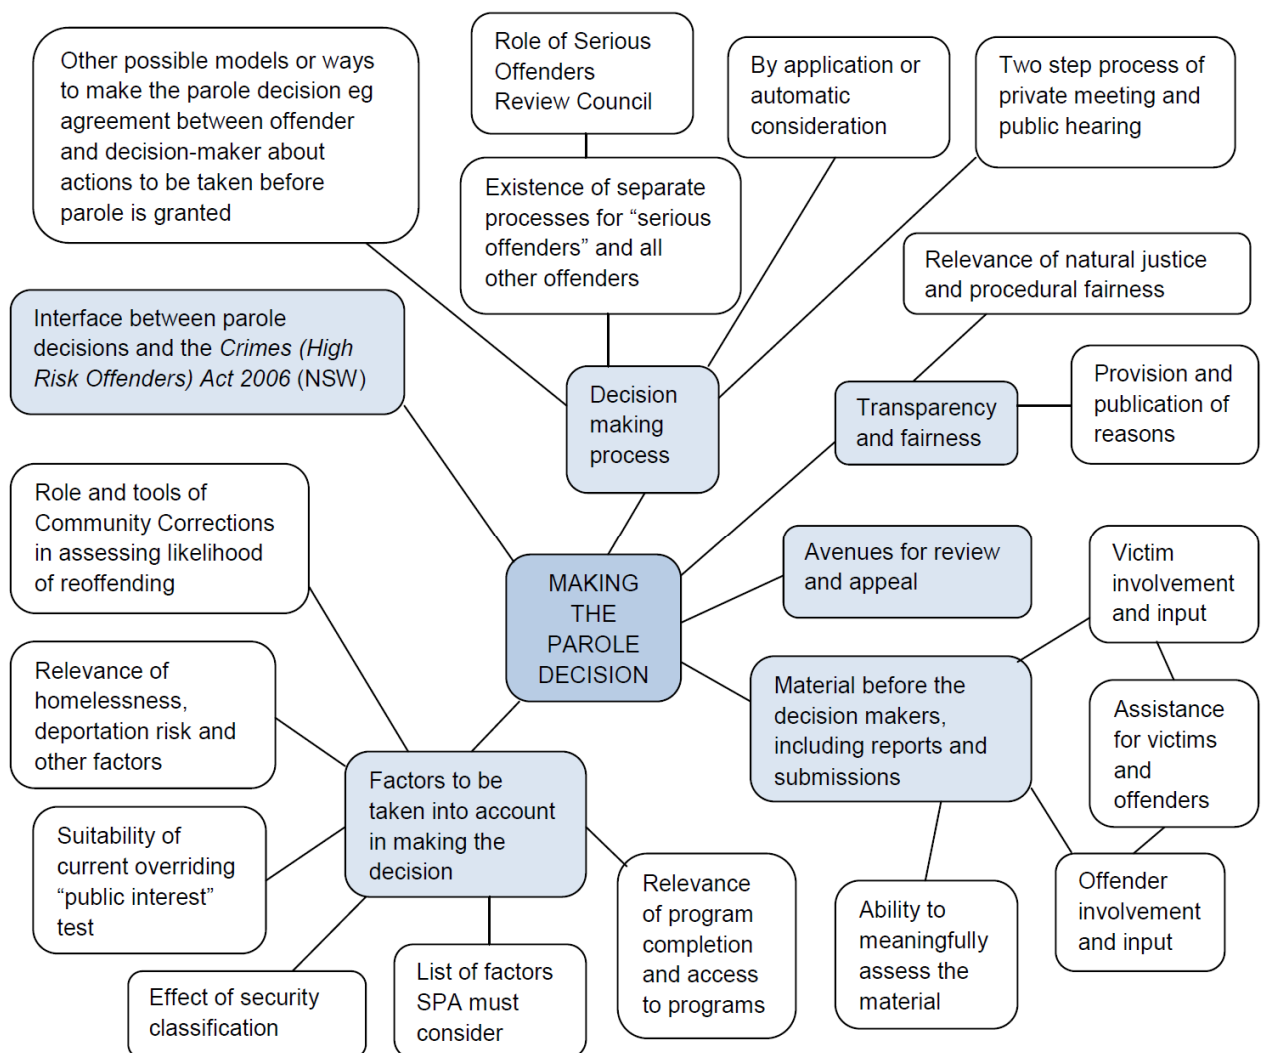 Other possible models or ways
to make the parole decision eg
agreement between offender
and decision-maker about
actions to be taken before
parole is granted
Role of Serious
Offenders
Review Council
By application or
automatic
consideration
Two step process of
private meeting and
public hearing
Existence of separate
processes for “serious
offenders” and all
other offenders
Relevance of natural justice
and procedural fairness
Interface between parole
decisions and the Crimes (High
Risk Offenders) Act 2006 (NSW)
Decision
making
process
Transparency
and fairness
Provision and
publication of
reasons
Role and tools of
Community Corrections
in assessing likelihood
of reoffending
MAKING
THE
PAROLE
DECISION
Avenues for review
and appeal
Victim
involvement
and input
Relevance of
homelessness,
deportation risk and
other factors
Material before the
decision makers,
including reports and
submissions
Assistance
for victims
and
offenders
Factors to be
taken into account
in making the
decision
Suitability of
current overriding
“public interest”
test
Relevance
of program
completion
and access
to programs
Ability to
meaningfully
assess the
material
Offender
involvement
and input
Effect of security
classification
List of factors
SPA must
consider